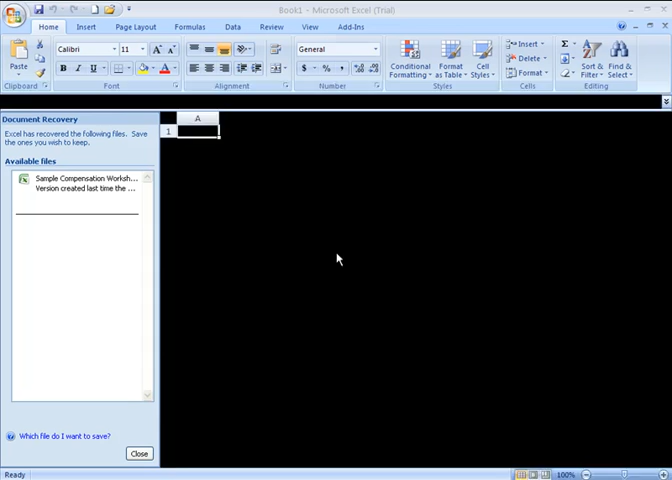 Book1 - Microsoft Excel (Trial)
Home Insert Page Layout Formulas Data Review View Add-Ins
Paste
Calibri 11
B I U
General
$ % ,
Conditional Formatting
Format as Table
Cell Styles
Insert
Delete
Format
Sort & Filter
Find & Select
Clipboard Font Alignment Number Styles Cells Editing
Document Recovery
Excel has recovered the following files. Save
the ones you wish to keep.
Available files
Sample Compensation Worksh...
Version created last time the ...
Which file do I want to save?
Close
A
1
Ready
100%